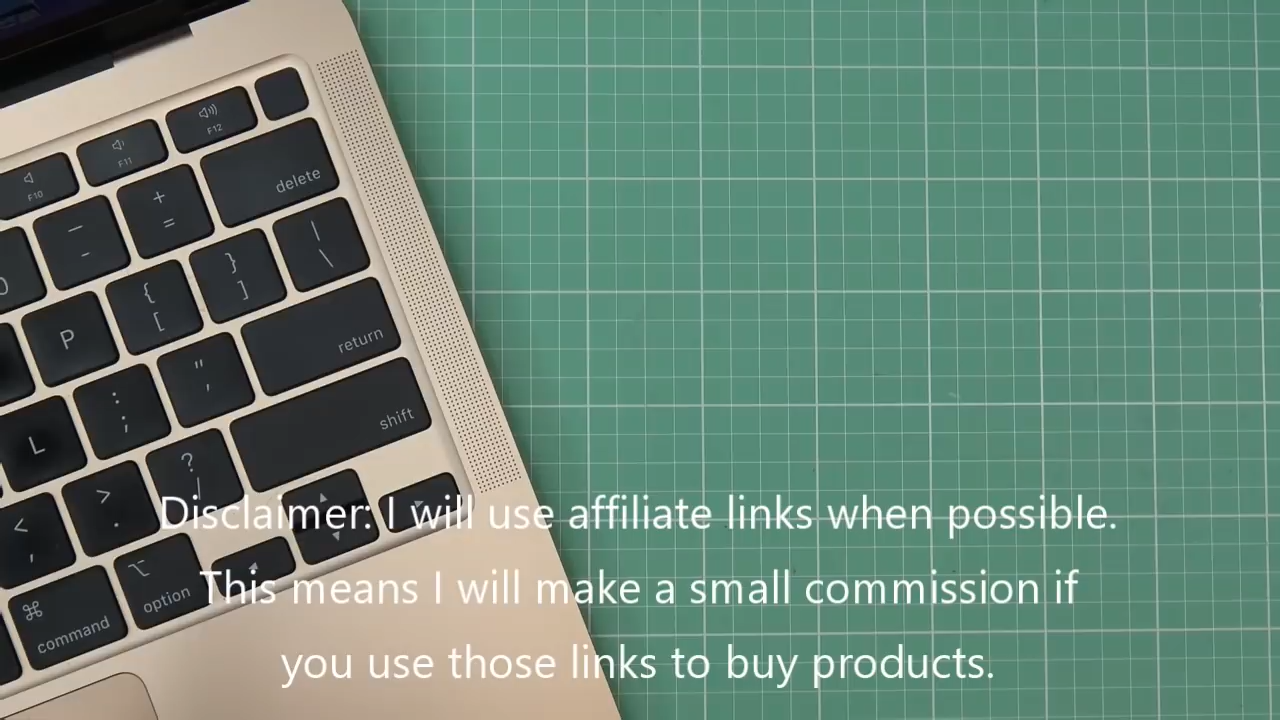 F10
F11
F12
delete
+
=
—
-
P
{
[
}
]
|
\
return
L
:
;
"
'
shift
<
,
>
.
?
/
⌘
command
⌥
option
Disclaimer: I will use affiliate links when possible.
This means I will make a small commission if
you use those links to buy products.